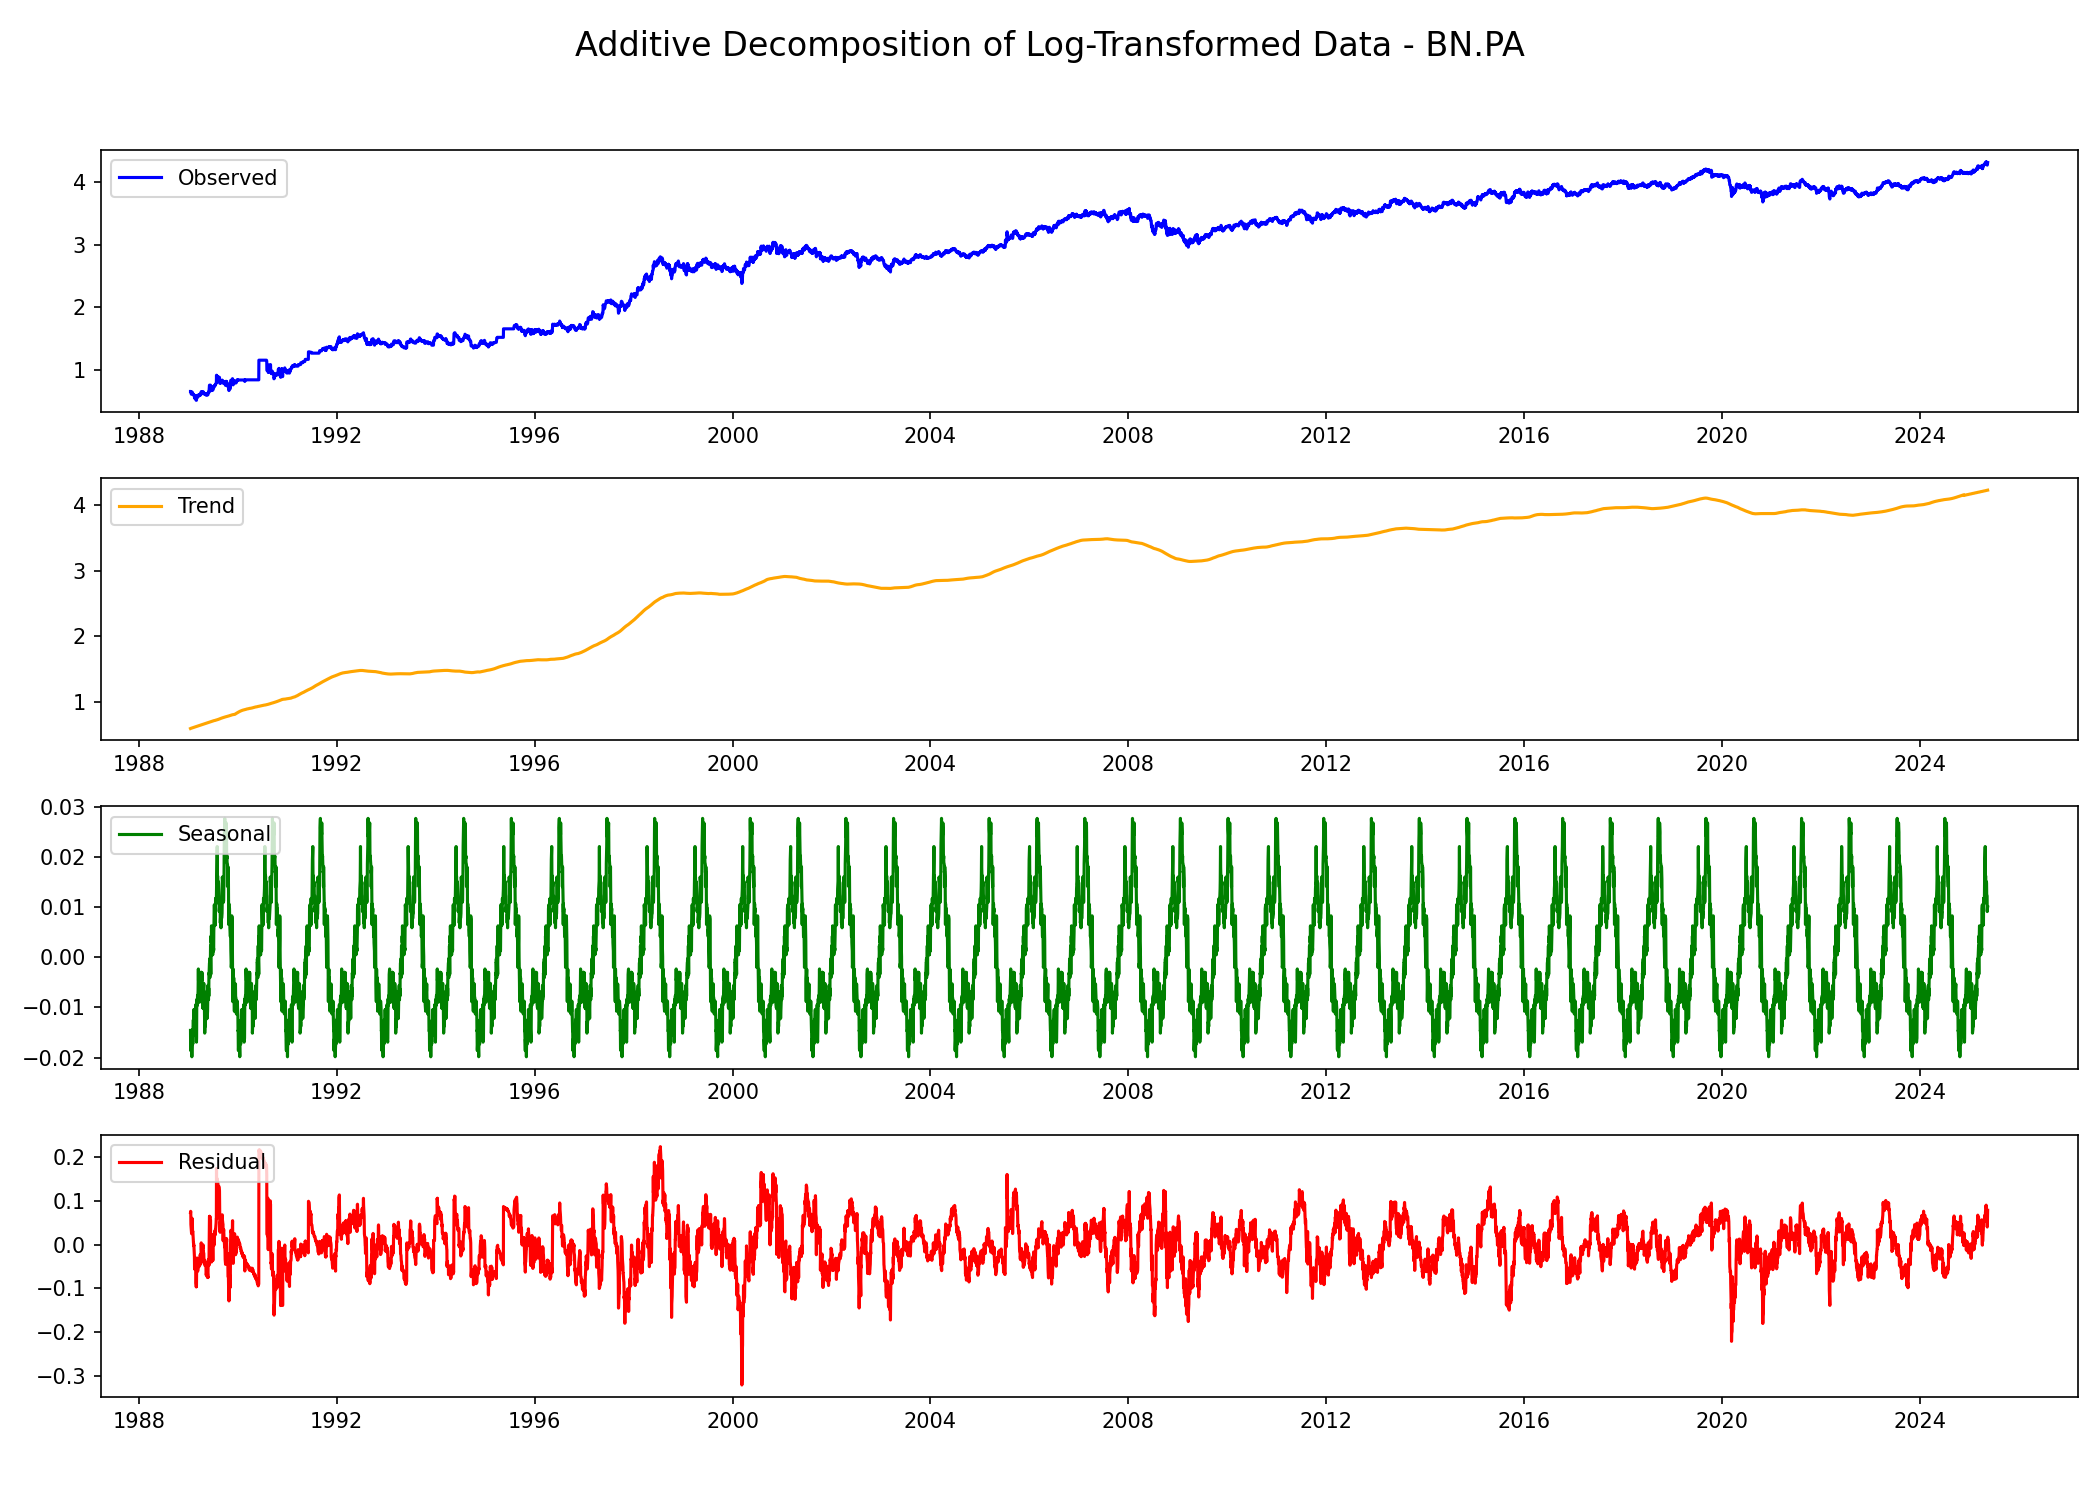 Additive Decomposition of Log-Transformed Data - BN.PA
Observed
4
3
2
1
1988 1992 1996 2000 2004 2008 2012 2016 2020 2024
Trend
4
3
2
1
1988 1992 1996 2000 2004 2008 2012 2016 2020 2024
0.03
Seasonal
0.02
0.01
0.00
−0.01
−0.02
1988 1992 1996 2000 2004 2008 2012 2016 2020 2024
Residual
0.2
0.1
0.0
−0.1
−0.2
−0.3
1988 1992 1996 2000 2004 2008 2012 2016 2020 2024